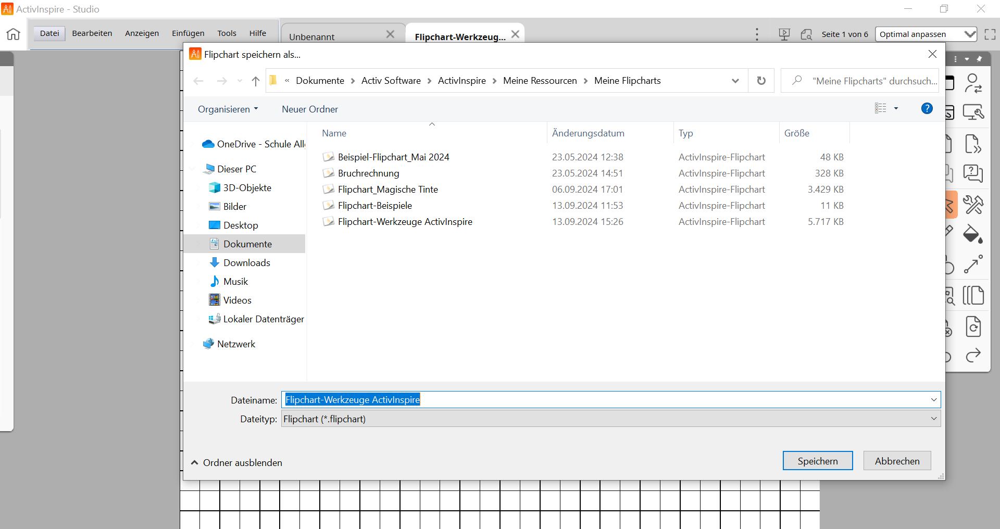 ActivInspire - Studio
Datei Bearbeiten Anzeigen Einfügen Tools Hilfe
Unbenannt
Flipchart-Werkzeug...
Seite 1 von 6
Optimal anpassen
Flipchart speichern als...
« Dokumente > Activ Software > ActivInspire > Meine Ressourcen > Meine Flipcharts
"Meine Flipcharts" durchsuch...
Organisieren Neuer Ordner
Name Änderungsdatum Typ Größe
OneDrive - Schule All
Dieser PC
3D-Objekte
Bilder
Desktop
Dokumente
Downloads
Musik
Videos
Lokaler Datenträger
Netzwerk
Beispiel-Flipchart_Mai 2024 23.05.2024 12:38 ActivInspire-Flipchart 48 KB
Bruchrechnung 23.05.2024 14:51 ActivInspire-Flipchart 328 KB
Flipchart_Magische Tinte 06.09.2024 17:01 ActivInspire-Flipchart 3.429 KB
Flipchart-Beispiele 13.09.2024 11:53 ActivInspire-Flipchart 11 KB
Flipchart-Werkzeuge ActivInspire 13.09.2024 15:26 ActivInspire-Flipchart 5.717 KB
Dateiname: Flipchart-Werkzeuge ActivInspire
Dateityp: Flipchart (*.flipchart)
Ordner ausblenden
Speichern Abbrechen